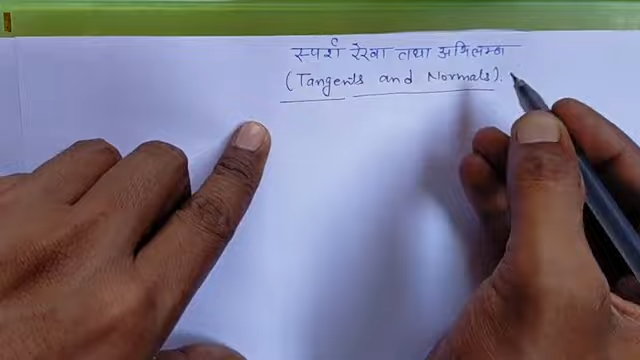 स्पर्श रेखा तथा अभिलम्ब
(Tangents and Normals).